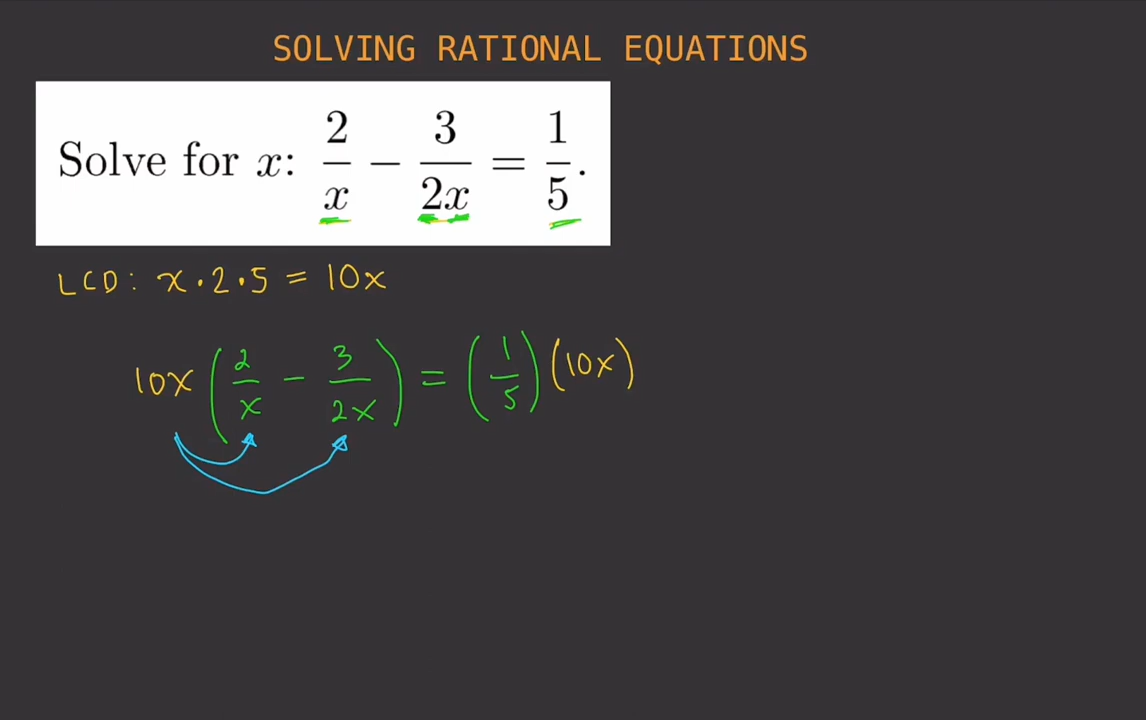 SOLVING RATIONAL EQUATIONS
Solve for x: 2/x − 3/2x = 1/5.
LCD: x · 2 · 5 = 10x
10x (2/x − 3/2x) = (1/5) (10x)